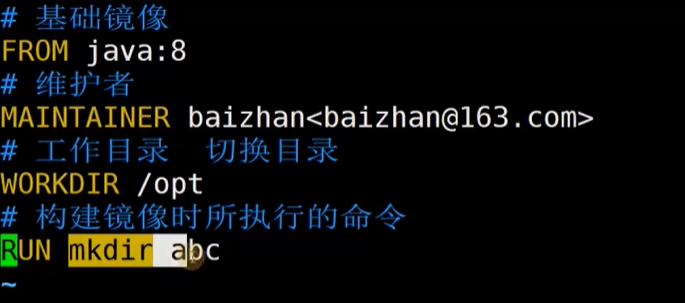 # 基础镜像
FROM java:8
# 维护者
MAINTAINER baizhan<baizhan@163.com>
# 工作目录  切换目录
WORKDIR /opt
# 构建镜像时所执行的命令
RUN mkdir abc
~